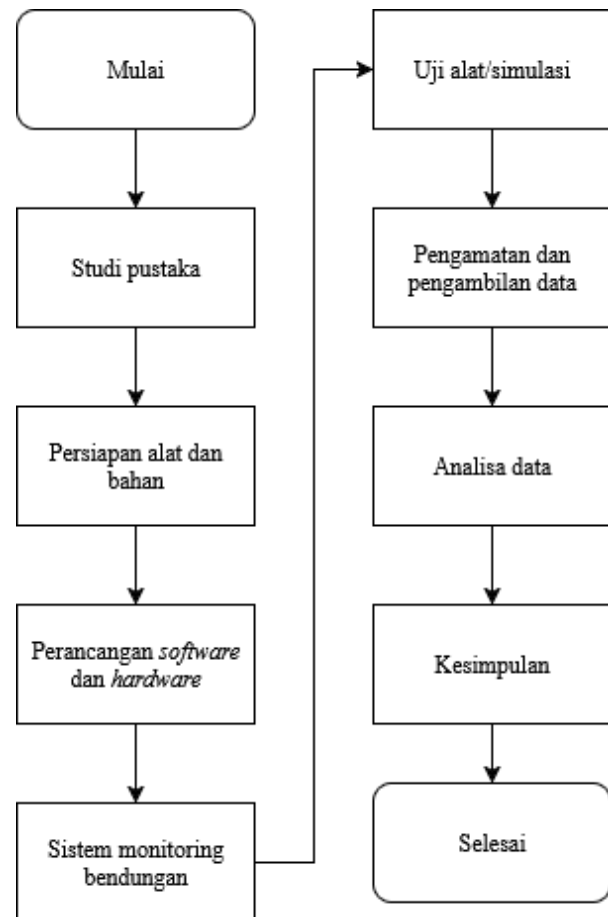 Mulai
Studi pustaka
Persiapan alat dan
bahan
Perancangan software
dan hardware
Sistem monitoring
bendungan
Uji alat/simulasi
Pengamatan dan
pengambilan data
Analisa data
Kesimpulan
Selesai